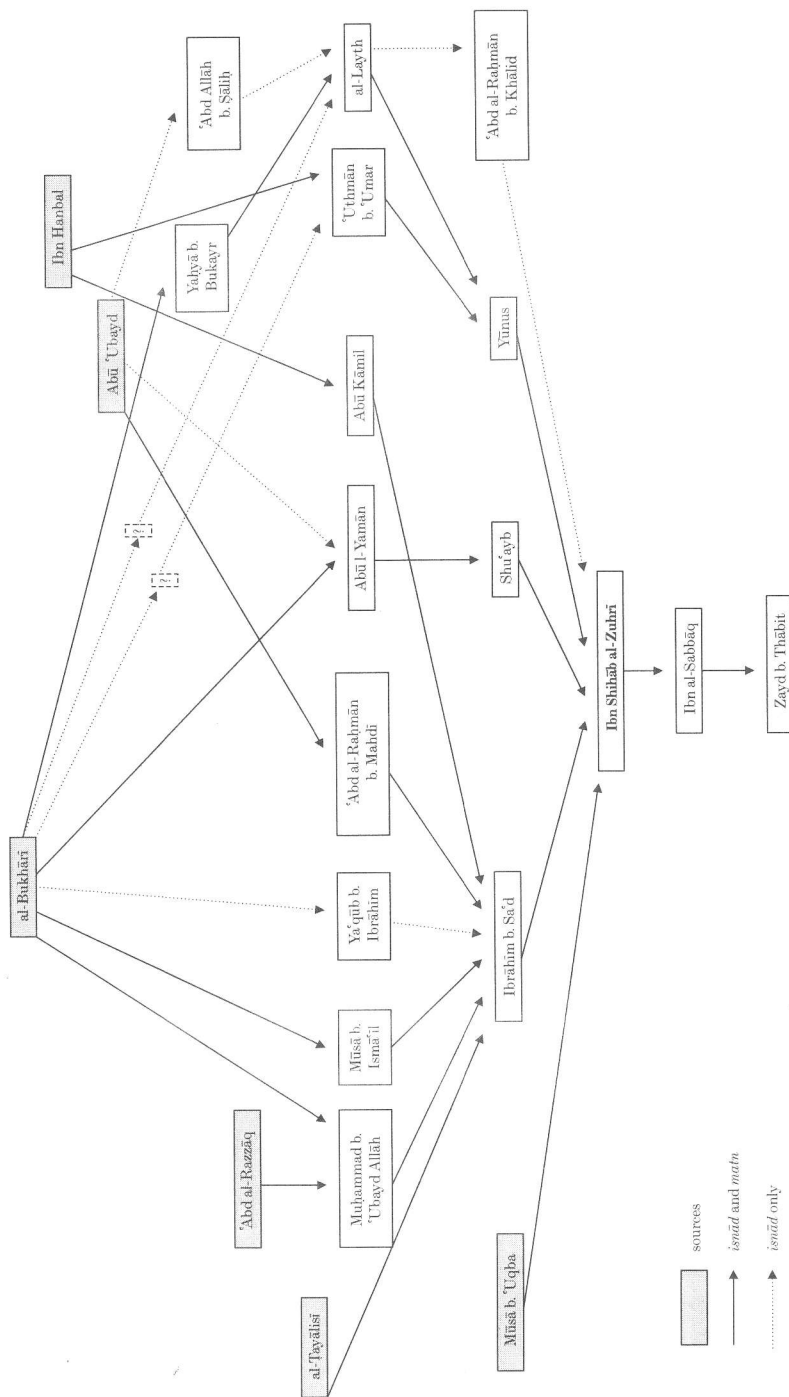 al-Bukhārī
Ibn Hanbal
Abū ʿUbayd
ʿAbd Allāh
b. Ṣāliḥ
Yaḥyā b.
Bukayr
?
?
ʿAbd al-Razzāq
al-Ṭayālisī
Muḥammad b.
ʿUbayd Allāh
Mūsā b.
Ismāʿīl
Yaʿqūb b.
Ibrāhīm
ʿAbd al-Raḥmān
b. Mahdī
Abū l-Yamān
Abū Kāmil
ʿUthmān
b. ʿUmar
al-Layth
Mūsā b. ʿUqba
Ibrāhīm b. Saʿd
Shuʿayb
Yūnus
ʿAbd al-Raḥmān
b. Khālid
Ibn Shihāb al-Zuhrī
Ibn al-Sabbāq
Zayd b. Thābit
sources
isnād and matn
isnād only